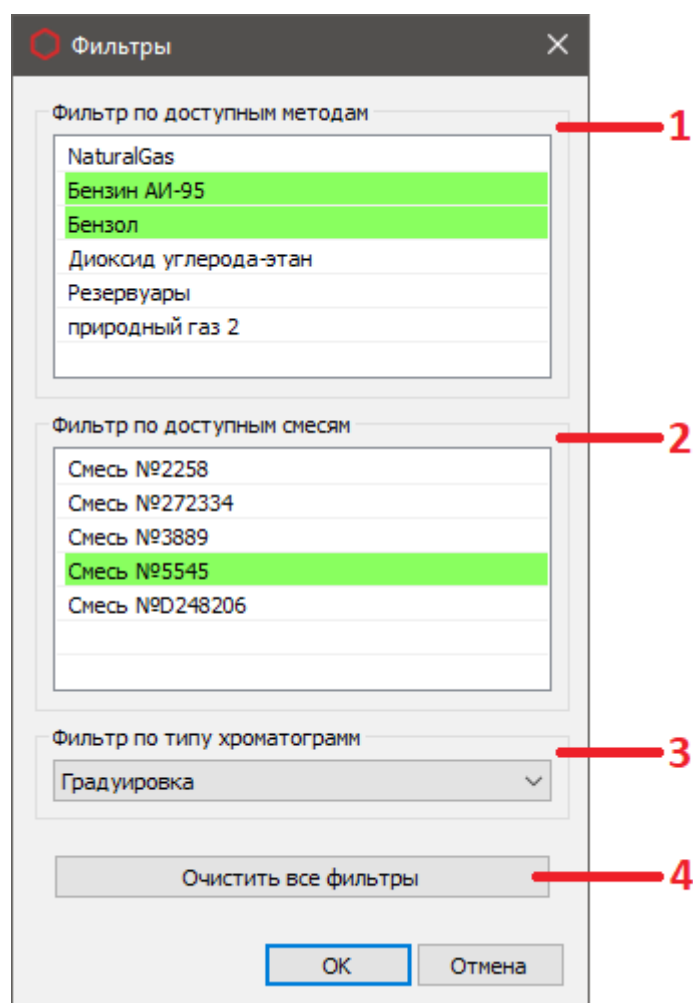 Фильтры
Фильтр по доступным методам
1
NaturalGas
Бензин АИ-95
Бензол
Диоксид углерода-этан
Резервуары
природный газ 2
Фильтр по доступным смесям
2
Смесь №2258
Смесь №272334
Смесь №3889
Смесь №5545
Смесь №D248206
Фильтр по типу хроматограмм
3
Градуировка
Очистить все фильтры
4
ОК
Отмена